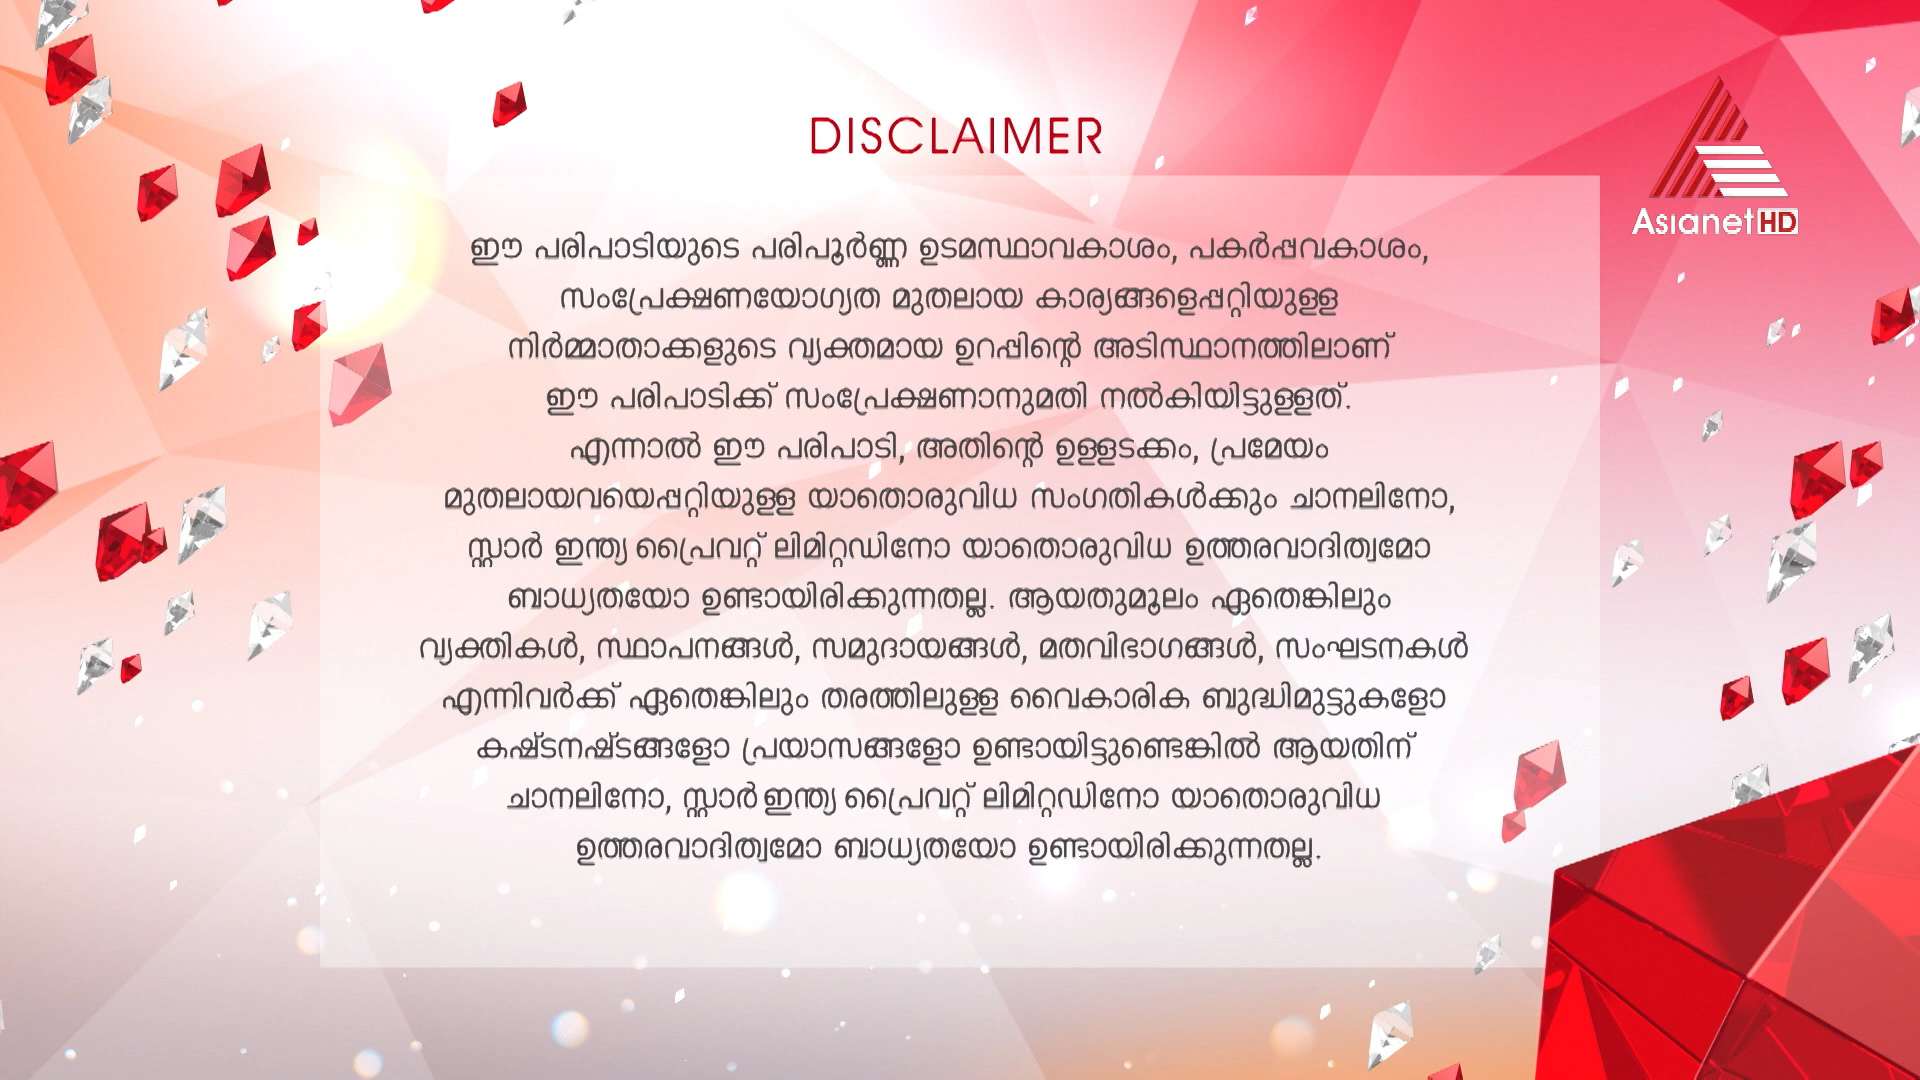 DISCLAIMER
Asianet HD
ഈ പരിപാടിയുടെ പരിപൂർണ്ണ ഉടമസ്ഥാവകാശം, പകർപ്പവകാശം,
സംപ്രേക്ഷണയോഗ്യത മുതലായ കാര്യങ്ങളെപ്പറ്റിയുള്ള
നിർമ്മാതാക്കളുടെ വ്യക്തമായ ഉറപ്പിന്റെ അടിസ്ഥാനത്തിലാണ്
ഈ പരിപാടിക്ക് സംപ്രേക്ഷണാനുമതി നൽകിയിട്ടുള്ളത്.
എന്നാൽ ഈ പരിപാടി, അതിന്റെ ഉള്ളടക്കം, പ്രമേയം
മുതലായവയെപ്പറ്റിയുള്ള യാതൊരുവിധ സംഗതികൾക്കും ചാനലിനോ,
സ്റ്റാർ ഇന്ത്യ പ്രൈവറ്റ് ലിമിറ്റഡിനോ യാതൊരുവിധ ഉത്തരവാദിത്വമോ
ബാധ്യതയോ ഉണ്ടായിരിക്കുന്നതല്ല. ആയതുമൂലം ഏതെങ്കിലും
വ്യക്തികൾ, സ്ഥാപനങ്ങൾ, സമുദായങ്ങൾ, മതവിഭാഗങ്ങൾ, സംഘടനകൾ
എന്നിവർക്ക് ഏതെങ്കിലും തരത്തിലുള്ള വൈകാരിക ബുദ്ധിമുട്ടുകളോ
കഷ്ടനഷ്ടങ്ങളോ പ്രയാസങ്ങളോ ഉണ്ടായിട്ടുണ്ടെങ്കിൽ ആയതിന്
ചാനലിനോ, സ്റ്റാർ ഇന്ത്യ പ്രൈവറ്റ് ലിമിറ്റഡിനോ യാതൊരുവിധ
ഉത്തരവാദിത്വമോ ബാധ്യതയോ ഉണ്ടായിരിക്കുന്നതല്ല.